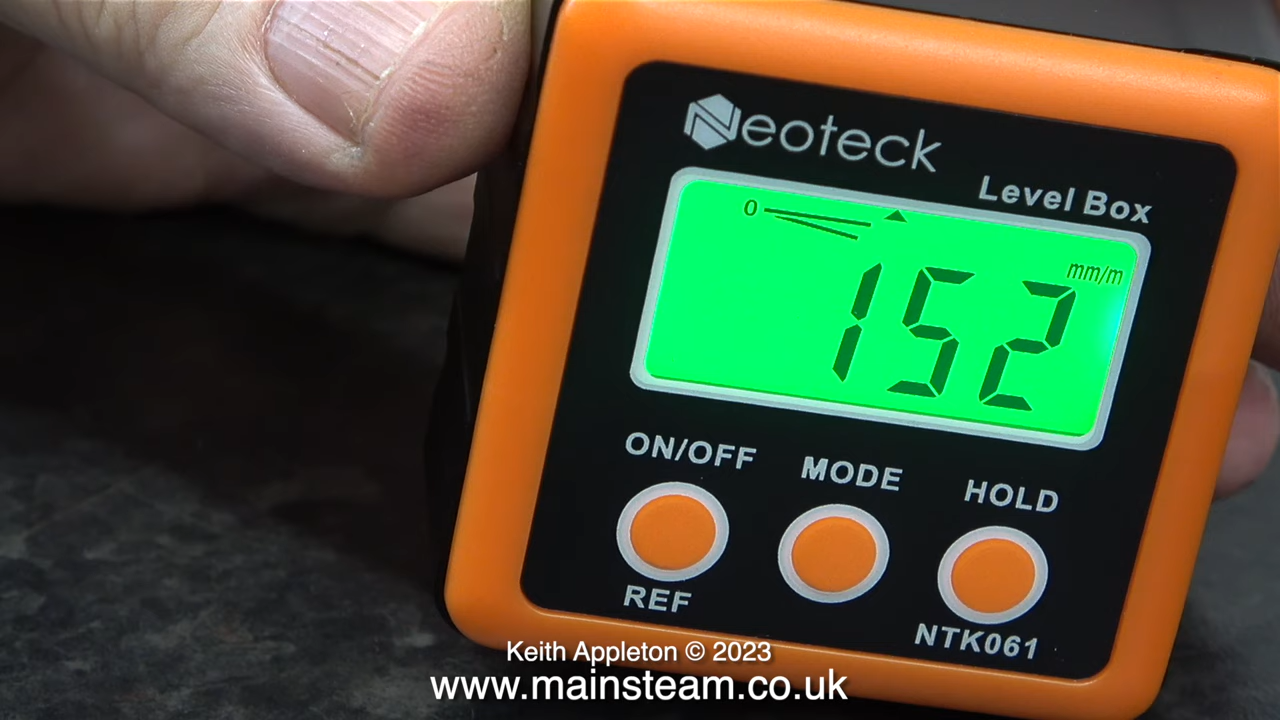 Neoteck
Level Box
0
mm/m
152
ON/OFF MODE HOLD
REF
NTK061
Keith Appleton © 2023
www.mainsteam.co.uk